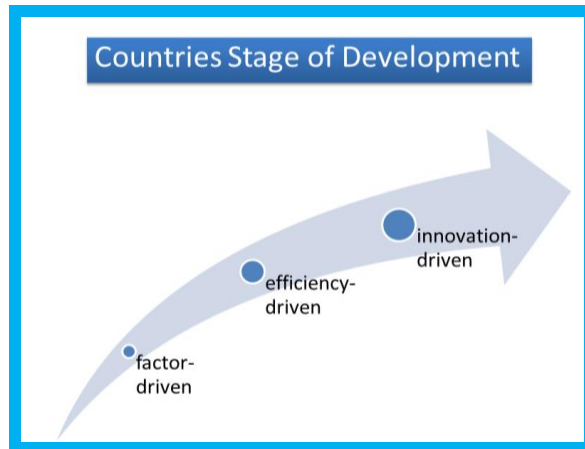 Countries Stage of Development
innovation-
driven
efficiency-
driven
factor-
driven